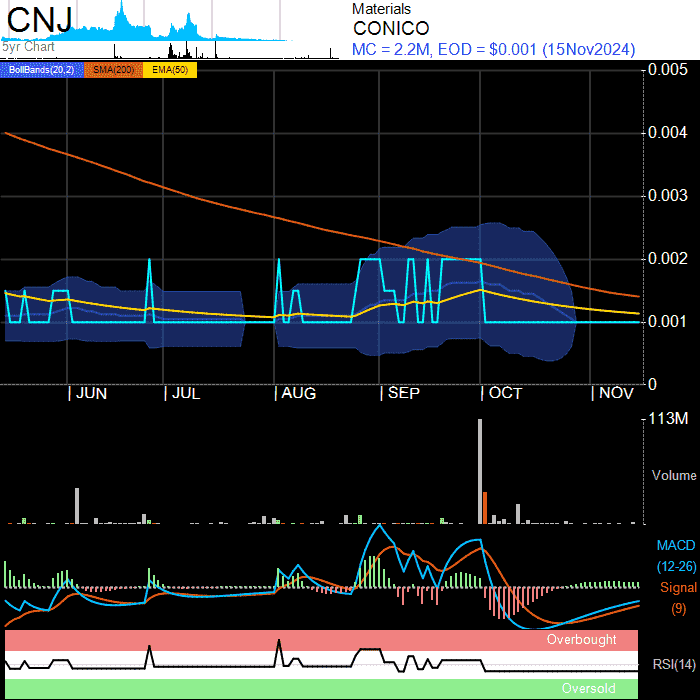 CNJ
5yr Chart
Materials
CONICO
MC = 2.2M, EOD = $0.001 (15Nov2024)
BollBands(20,2) SMA(200) EMA(50)
0.005
0.004
0.003
0.002
0.001
0
JUN JUL AUG SEP OCT NOV
113M
Volume
MACD
(12-26)
Signal
(9)
Overbought
RSI(14)
Oversold